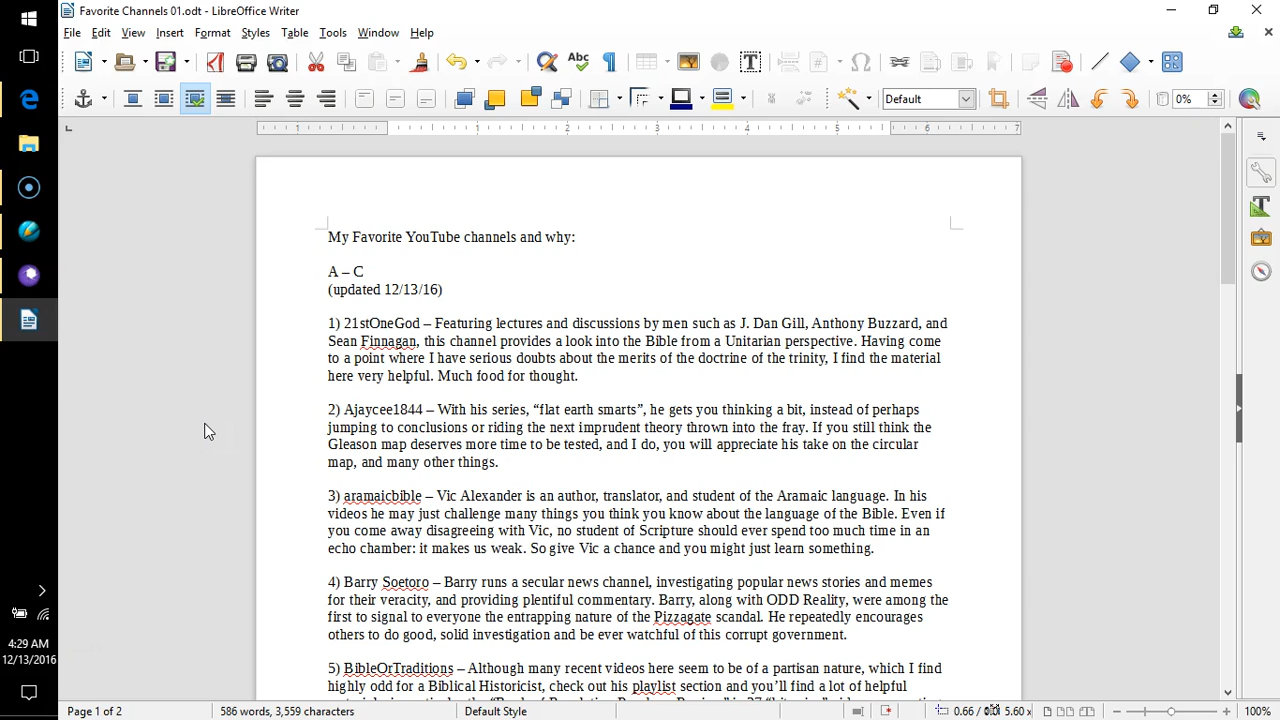 Favorite Channels 01.odt - LibreOffice Writer
File Edit View Insert Format Styles Table Tools Window Help
Abc
Default
0%
1 1 2 3 4 5 6 7
My Favorite YouTube channels and why:
A – C
(updated 12/13/16)
1) 21stOneGod – Featuring lectures and discussions by men such as J. Dan Gill, Anthony Buzzard, and
Sean Finnagan, this channel provides a look into the Bible from a Unitarian perspective. Having come
to a point where I have serious doubts about the merits of the doctrine of the trinity, I find the material
here very helpful. Much food for thought.
2) Ajaycee1844 – With his series, “flat earth smarts”, he gets you thinking a bit, instead of perhaps
jumping to conclusions or riding the next imprudent theory thrown into the fray. If you still think the
Gleason map deserves more time to be tested, and I do, you will appreciate his take on the circular
map, and many other things.
3) aramaicbible – Vic Alexander is an author, translator, and student of the Aramaic language. In his
videos he may just challenge many things you think you know about the language of the Bible. Even if
you come away disagreeing with Vic, no student of Scripture should ever spend too much time in an
echo chamber: it makes us weak. So give Vic a chance and you might just learn something.
4) Barry Soetoro – Barry runs a secular news channel, investigating popular news stories and memes
for their veracity, and providing plentiful commentary. Barry, along with ODD Reality, were among the
first to signal to everyone the entrapping nature of the Pizzagate scandal. He repeatedly encourages
others to do good, solid investigation and be ever watchful of this corrupt government.
5) BibleOrTraditions – Although many recent videos here seem to be of a partisan nature, which I find
highly odd for a Biblical Historicist, check out his playlist section and you’ll find a lot of helpful
4:29 AM
12/13/2016
Page 1 of 2 586 words, 3,559 characters Default Style 0.66 / 5.60 x 100%